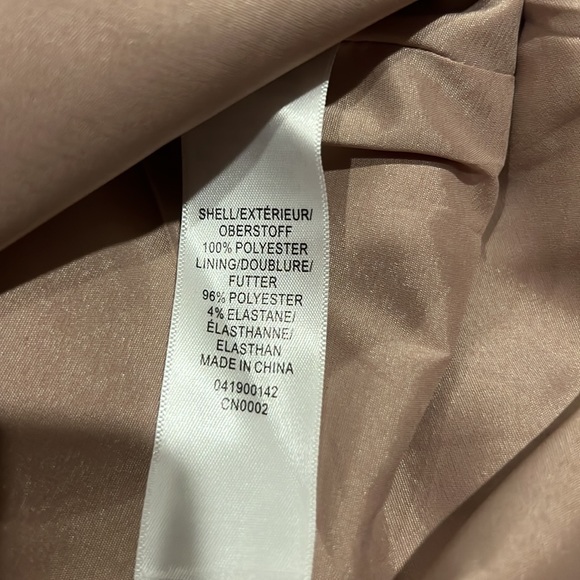 SHELL/EXTÉRIEUR/
OBERSTOFF
100% POLYESTER
LINING/DOUBLURE/
FUTTER
96% POLYESTER
4% ELASTANE/
ÉLASTHANNE/
ELASTHAN
MADE IN CHINA
041900142
CN0002